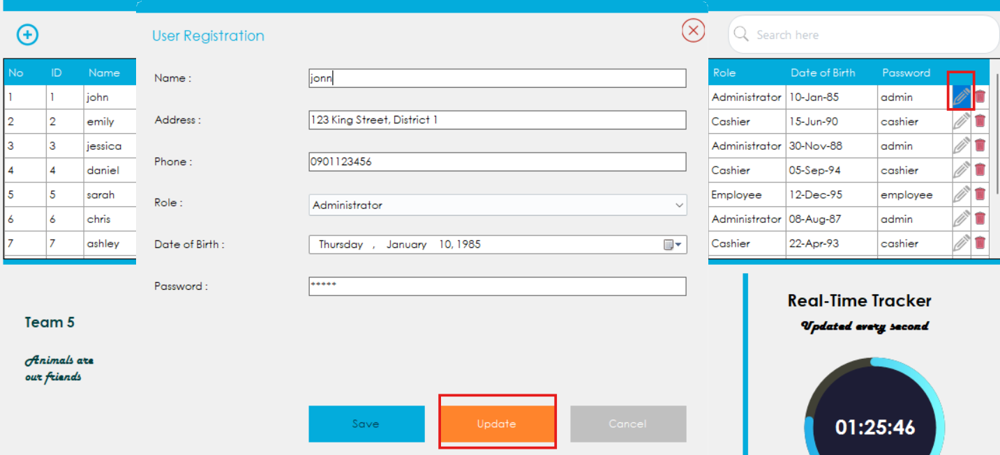 User Registration
Search here
No ID Name
Role Date of Birth Password
1 1 john
Administrator 10-Jan-85 admin
2 2 emily
Cashier 15-Jun-90 cashier
3 3 jessica
Administrator 30-Nov-88 admin
4 4 daniel
Cashier 05-Sep-94 cashier
5 5 sarah
Employee 12-Dec-95 employee
6 6 chris
Administrator 08-Aug-87 admin
7 7 ashley
Cashier 22-Apr-93 cashier
Name : jonn
Address : 123 King Street, District 1
Phone : 0901123456
Role : Administrator
Date of Birth : Thursday , January 10, 1985
Password : *****
Team 5
Animals are
our friends
Save Update Cancel
Real-Time Tracker
Updated every second
01:25:46